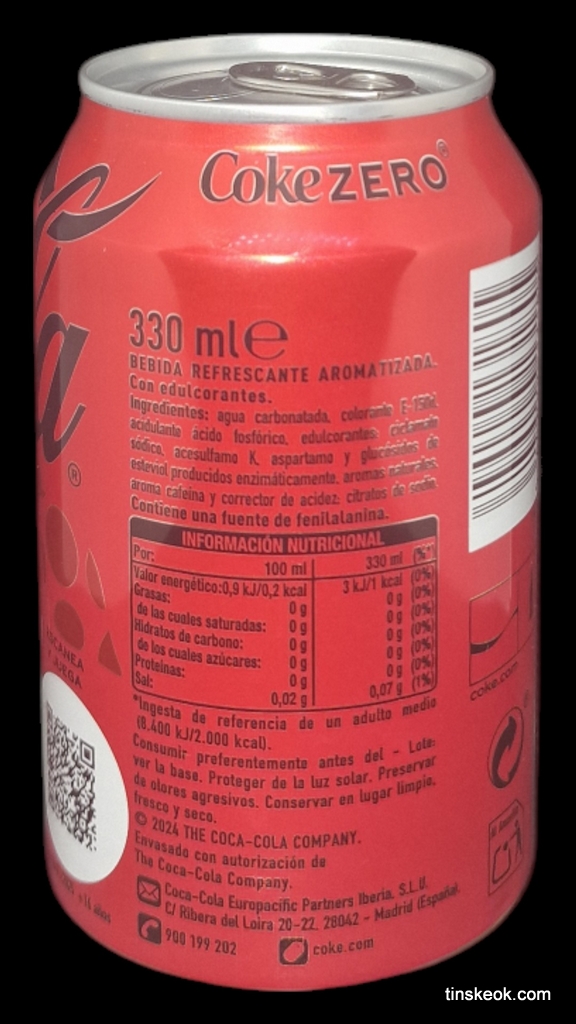 Coke ZERO®
330 ml e
BEBIDA REFRESCANTE AROMATIZADA.
Con edulcorantes.
Ingredientes: agua carbonatada, colorante E-150d,
acidulante ácido fosfórico, edulcorantes: ciclamato
sódico, acesulfamo K, aspartamo y glucósidos de
esteviol producidos enzimáticamente, aromas naturales,
aroma cafeína y corrector de acidez: citratos de sodio.
Contiene una fuente de fenilalanina.
INFORMACIÓN NUTRICIONAL
Por: 100 ml 330 ml (%*)
Valor energético: 0,9 kJ/0,2 kcal 3 kJ/1 kcal (0%)
Grasas: 0 g 0 g (0%)
de las cuales saturadas: 0 g 0 g (0%)
Hidratos de carbono: 0 g 0 g (0%)
de los cuales azúcares: 0 g 0 g (0%)
Proteínas: 0 g 0 g (0%)
Sal: 0,02 g 0,07 g (1%)
*Ingesta de referencia de un adulto medio
(8.400 kJ/2.000 kcal).
Consumir preferentemente antes del - Lote:
ver la base. Proteger de la luz solar. Preservar
de olores agresivos. Conservar en lugar limpio,
fresco y seco.
© 2024 THE COCA-COLA COMPANY.
Envasado con autorización de
The Coca-Cola Company.
Coca-Cola Europacific Partners Iberia, S.L.U.
C/ Ribera del Loira 20-22. 28042 - Madrid (España).
900 199 202 coke.com
a®
ESCANEA
Y JUEGA
+16 años
coke.com
tinskeok.com